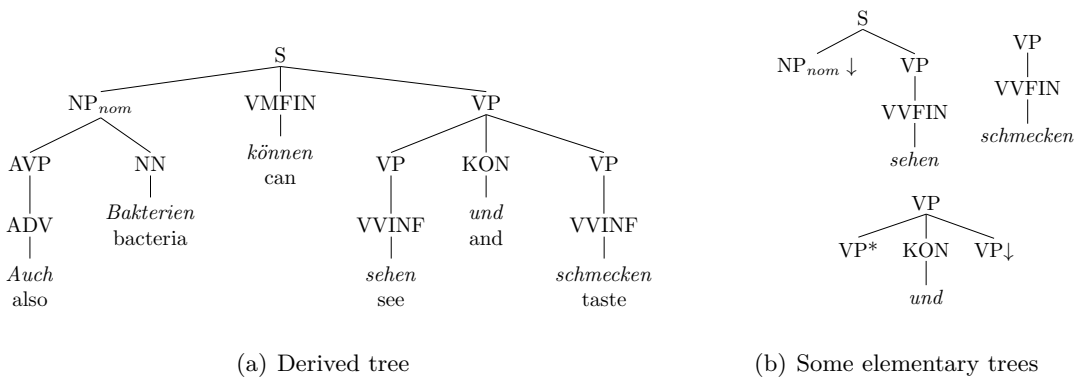 S
NP_nom VMFIN VP
können
can
AVP NN VP KON VP
Bakterien
bacteria
und
and
ADV VVINF VVINF
Auch
also
sehen
see
schmecken
taste
(a) Derived tree
S
NP_nom ↓ VP
VVFIN
sehen
VP
VVFIN
schmecken
VP
VP* KON VP↓
und
(b) Some elementary trees